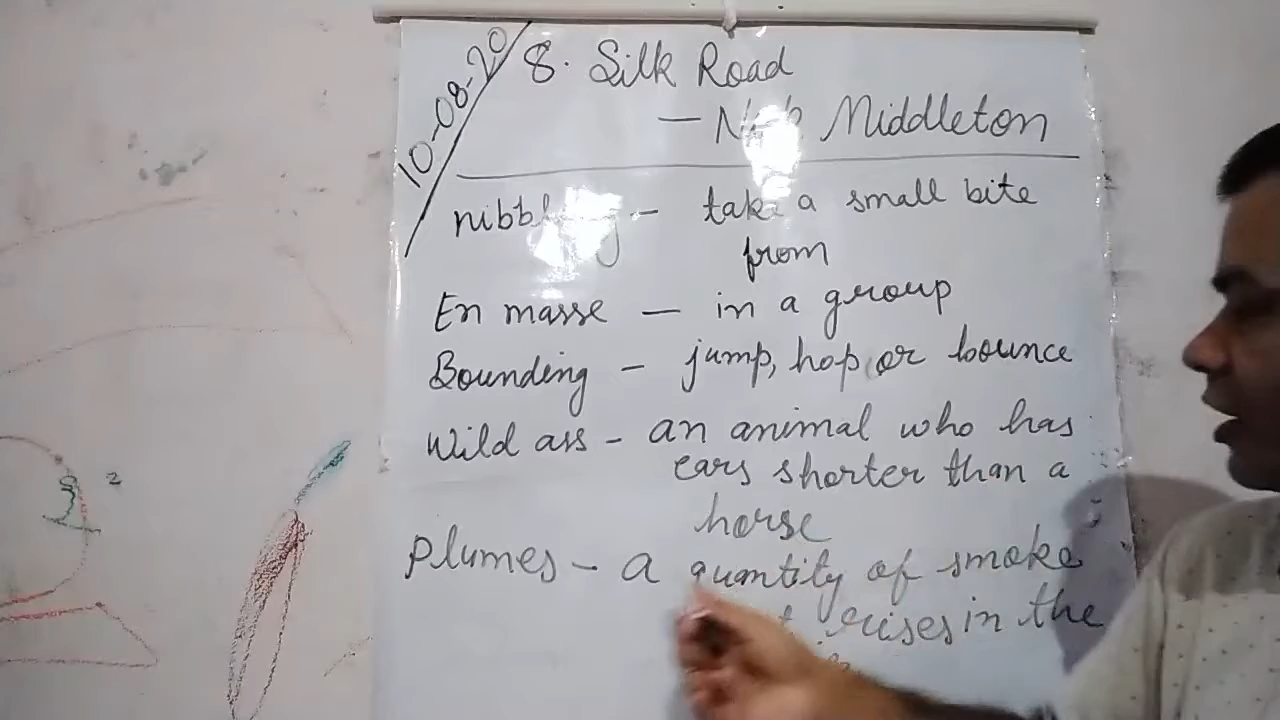 10-08-20
8. Silk Road
— Middleton
nibbling – take a small bite
from
En masse — in a group
Bounding – jump, hop, or bounce
Wild ass – an animal who has
ears shorter than a
horse
Plumes – a quantity of smoke
rises in the